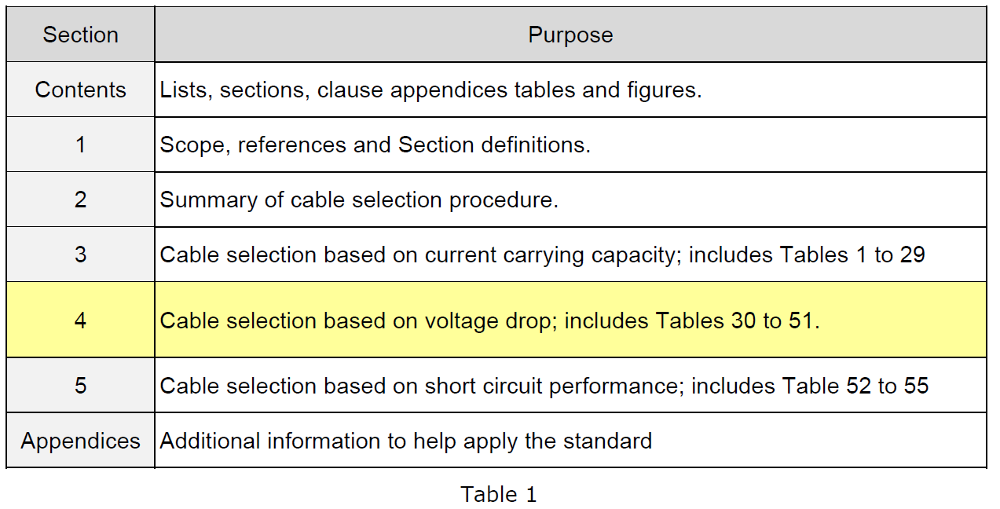 Section Purpose
Contents Lists, sections, clause appendices tables and figures.
1 Scope, references and Section definitions.
2 Summary of cable selection procedure.
3 Cable selection based on current carrying capacity; includes Tables 1 to 29
4 Cable selection based on voltage drop; includes Tables 30 to 51.
5 Cable selection based on short circuit performance; includes Table 52 to 55
Appendices Additional information to help apply the standard
Table 1